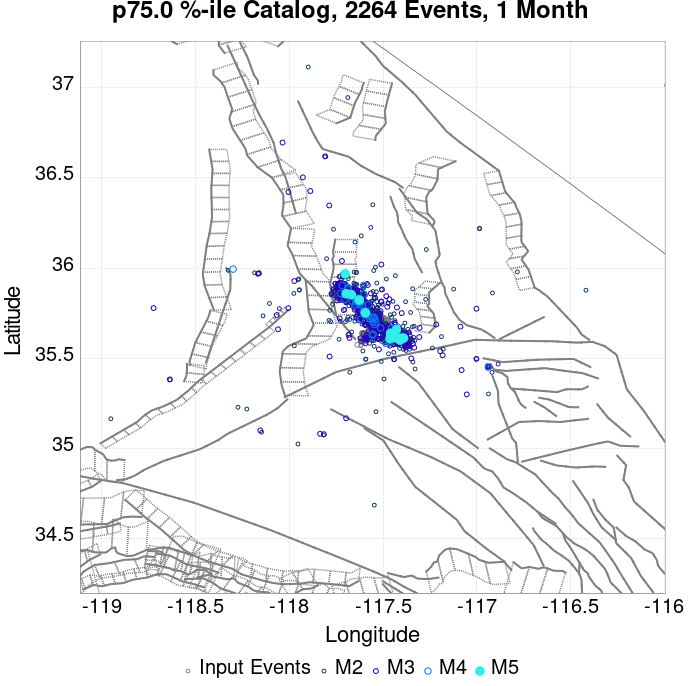 p75.0 %-ile Catalog, 2264 Events, 1 Month
37
36.5
36
35.5
35
34.5
Latitude
-119 -118.5 -118 -117.5 -117 -116.5 -116
Longitude
Input Events M2 M3 M4 M5